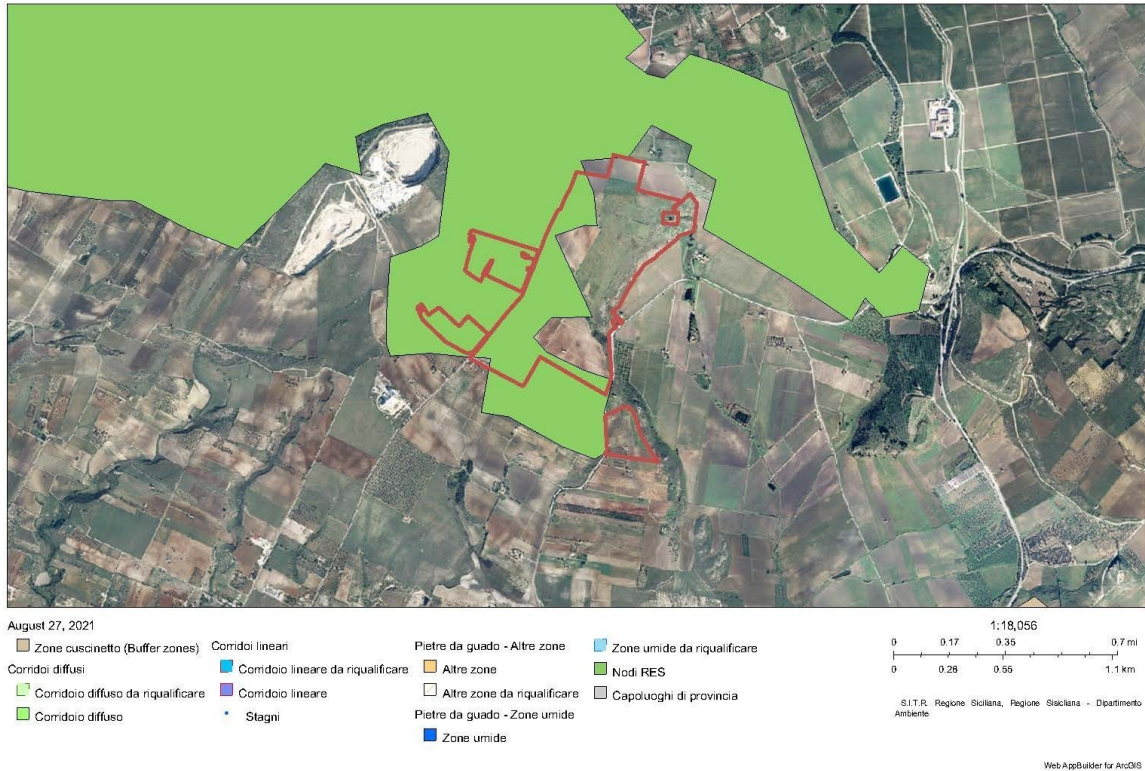 August 27, 2021
Zone cuscinetto (Buffer zones)
Corridoi diffusi
Corridoio diffuso da riqualificare
Corridoio diffuso
Corridoi lineari
Corridoio lineare da riqualificare
Corridoio lineare
Stagni
Pietre da guado - Altre zone
Altre zone
Altre zone da riqualificare
Pietre da guado - Zone umide
Zone umide
Zone umide da riqualificare
Nodi RES
Capoluoghi di provincia
1:18,056
0 0.17 0.35 0.7 mi
0 0.28 0.55 1.1 km
S.I.T.R. Regione Siciliana, Regione Sisiciliana - Dipartimento
Ambiente
Web AppBuilder for ArcGIS